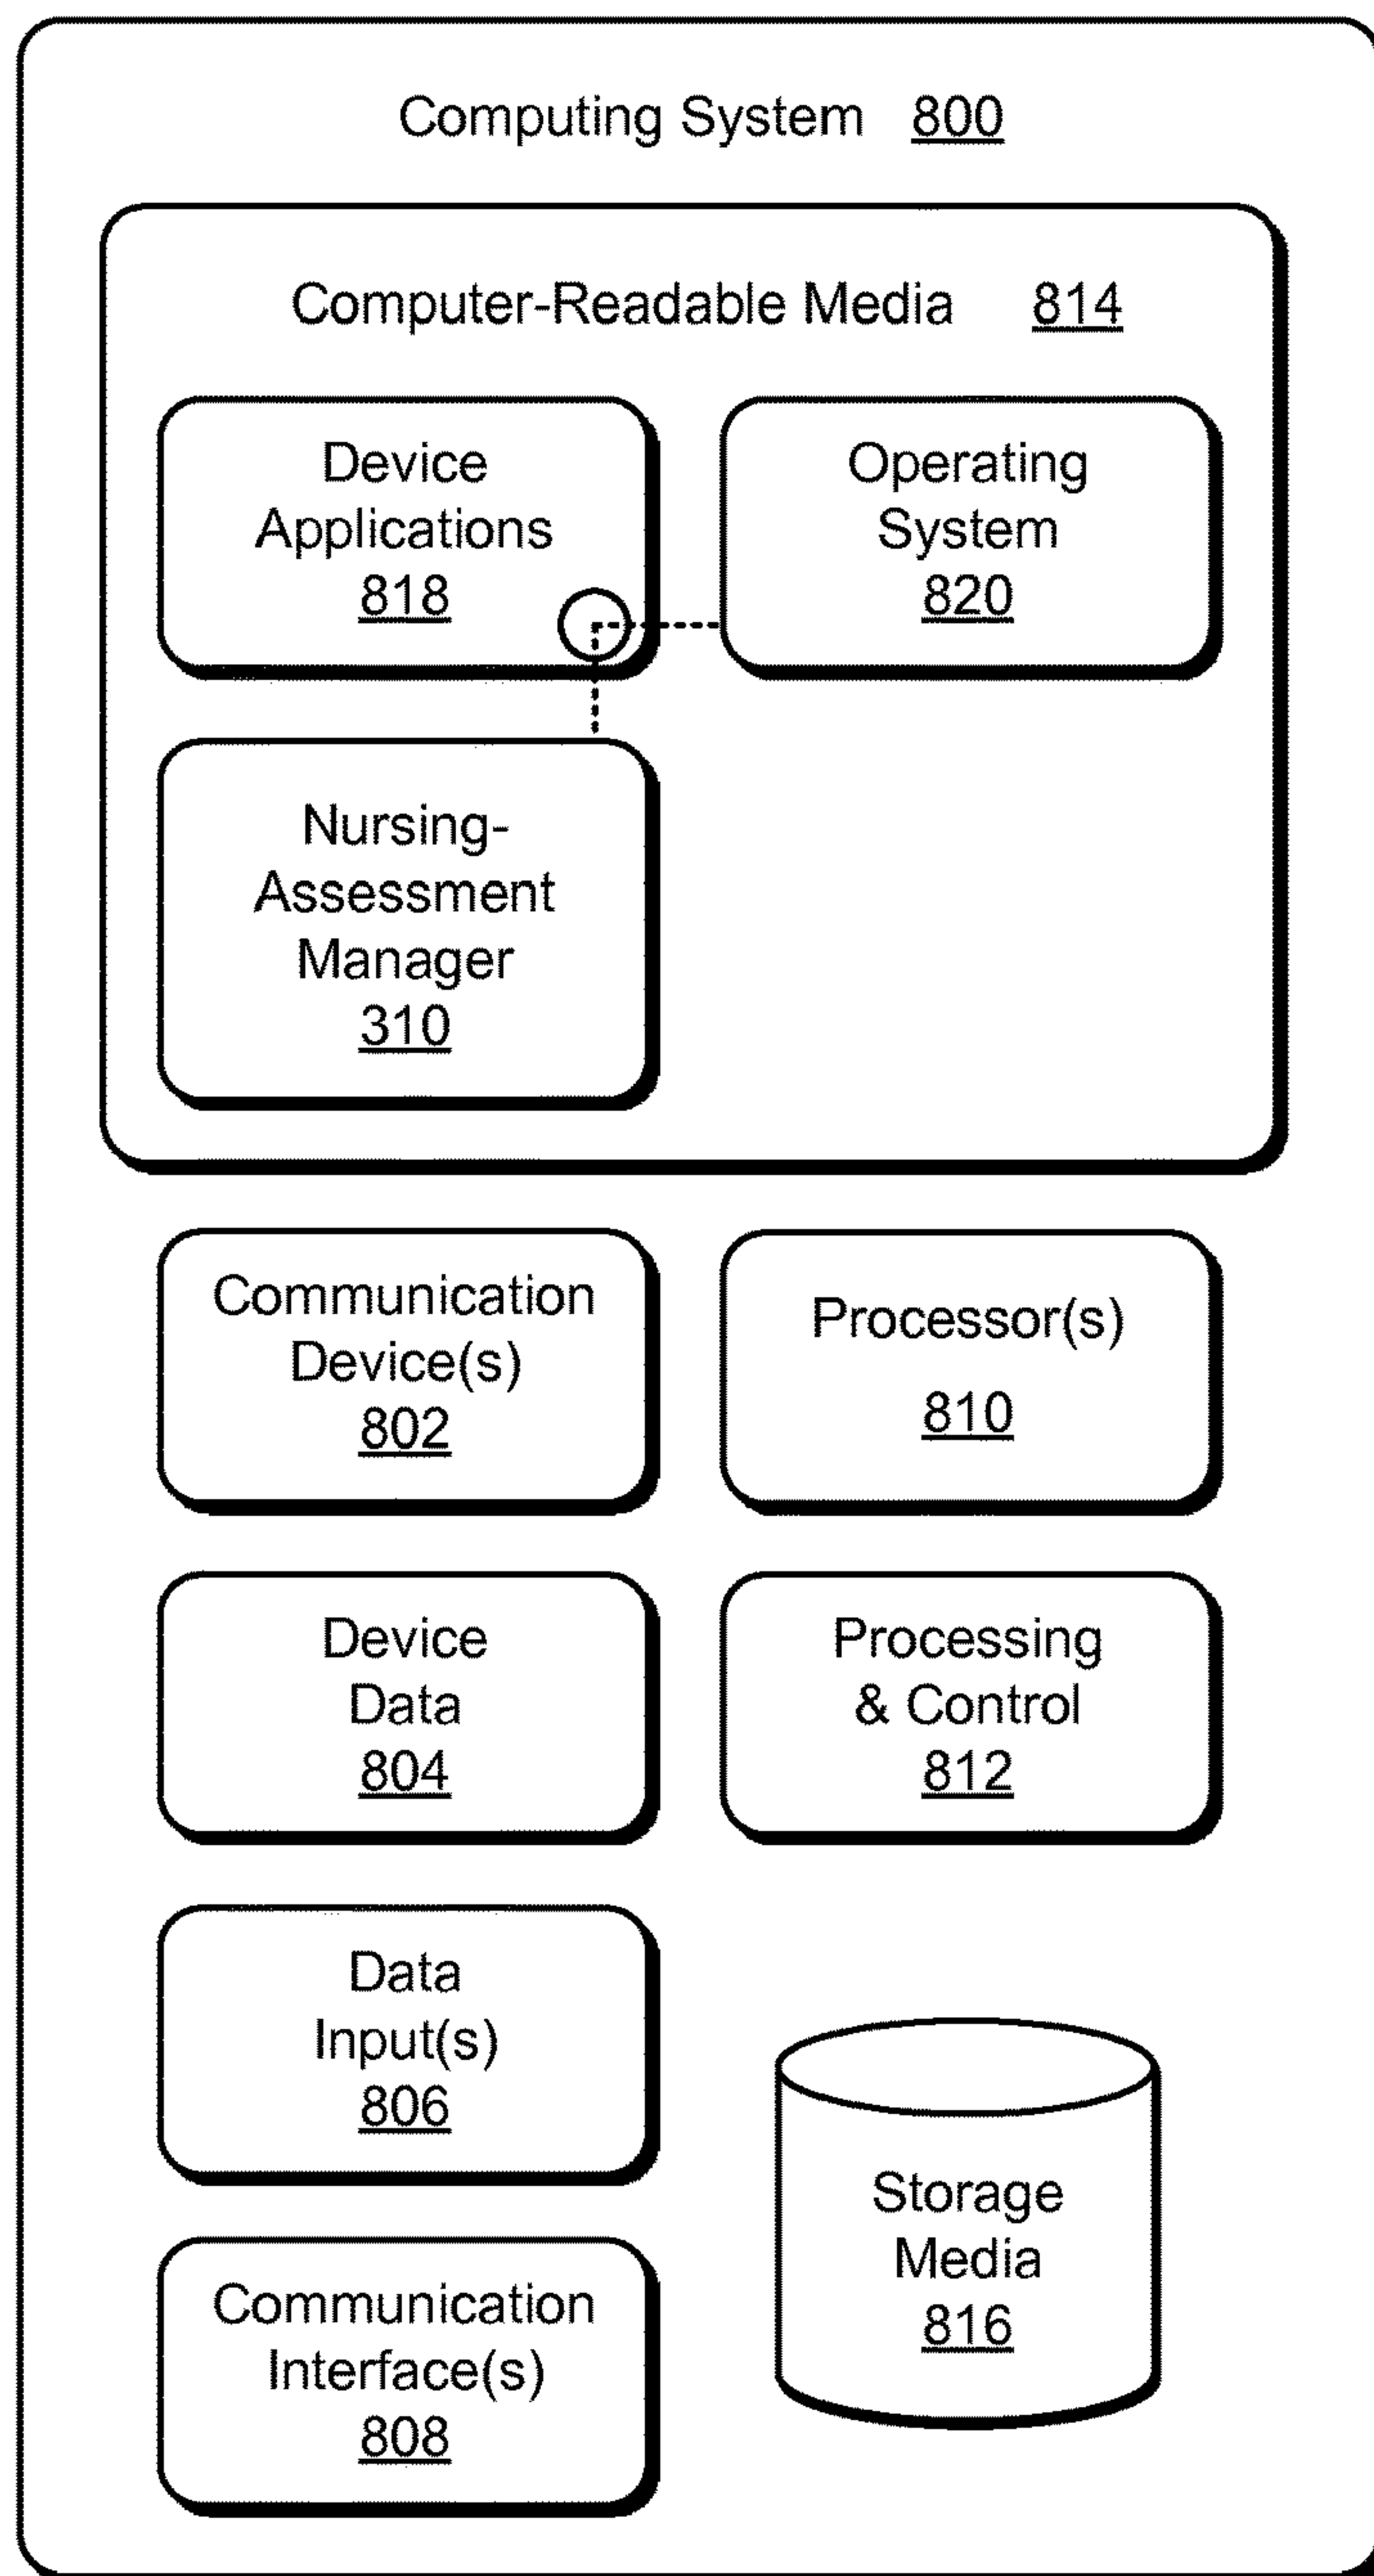 Computing System 800
Computer-Readable Media 814
Device
Applications
818
Operating
System
820
Nursing-
Assessment
Manager
310
Communication
Device(s)
802
Processor(s)
810
Device
Data
804
Processing
& Control
812
Data
Input(s)
806
Storage
Media
816
Communication
Interface(s)
808